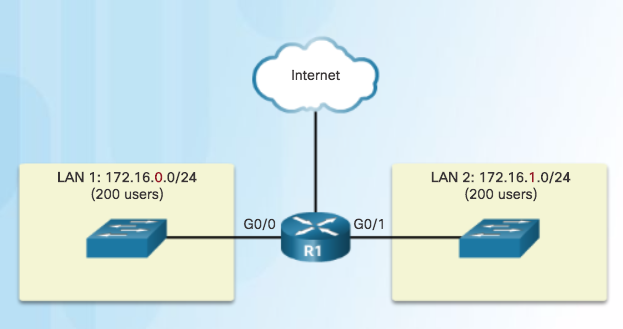 Internet
LAN 1: 172.16.0.0/24
(200 users)
LAN 2: 172.16.1.0/24
(200 users)
G0/0
G0/1
R1